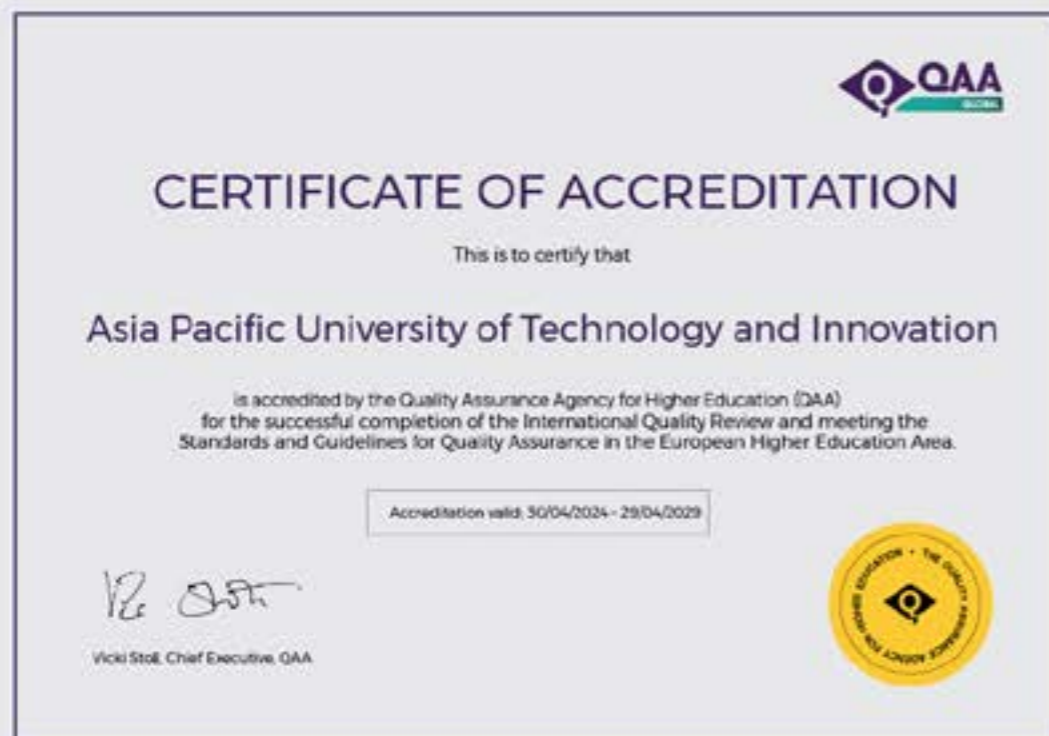 QAA
GLOBAL
CERTIFICATE OF ACCREDITATION
This is to certify that
Asia Pacific University of Technology and Innovation
is accredited by the Quality Assurance Agency for Higher Education (QAA)
for the successful completion of the International Quality Review and meeting the
Standards and Guidelines for Quality Assurance in the European Higher Education Area.
Accreditation valid: 30/04/2024 - 29/04/2029
Vicki Stott, Chief Executive, QAA
THE QUALITY ASSURANCE AGENCY FOR HIGHER EDUCATION